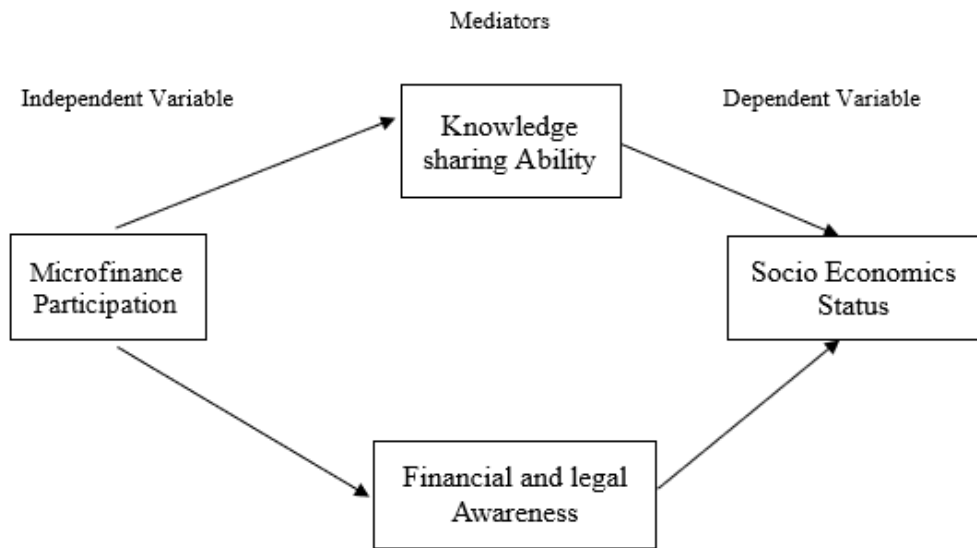 Mediators
Independent Variable
Dependent Variable
Knowledge
sharing Ability
Microfinance
Participation
Socio Economics
Status
Financial and legal
Awareness